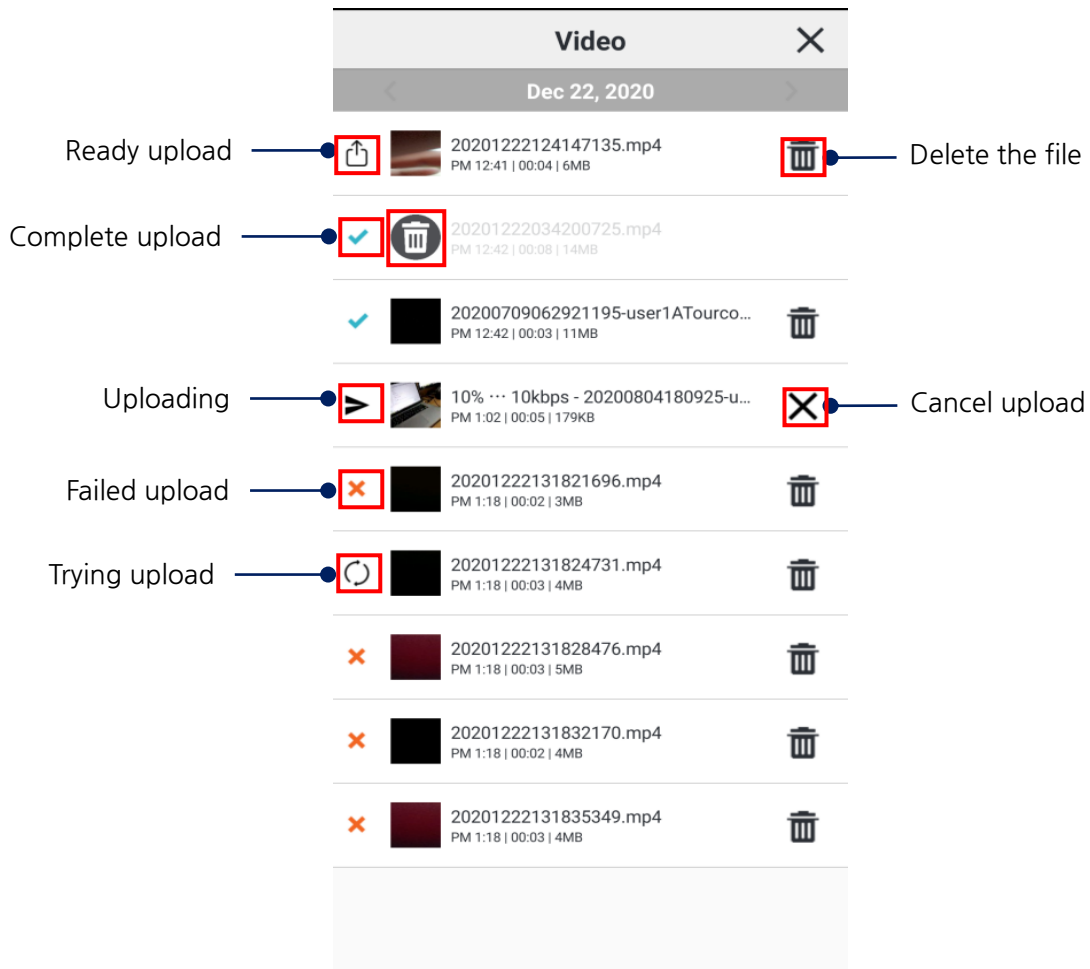 Video
Dec 22, 2020
Ready upload
20201222124147135.mp4
PM 12:41 | 00:04 | 6MB
Delete the file
Complete upload
20201222034200725.mp4
PM 12:42 | 00:08 | 14MB
20200709062921195-user1ATourco...
PM 12:42 | 00:03 | 11MB
Uploading
10% ··· 10kbps - 20200804180925-u...
PM 1:02 | 00:05 | 179KB
Cancel upload
Failed upload
20201222131821696.mp4
PM 1:18 | 00:02 | 3MB
Trying upload
20201222131824731.mp4
PM 1:18 | 00:03 | 4MB
20201222131828476.mp4
PM 1:18 | 00:03 | 5MB
20201222131832170.mp4
PM 1:18 | 00:02 | 4MB
20201222131835349.mp4
PM 1:18 | 00:03 | 4MB